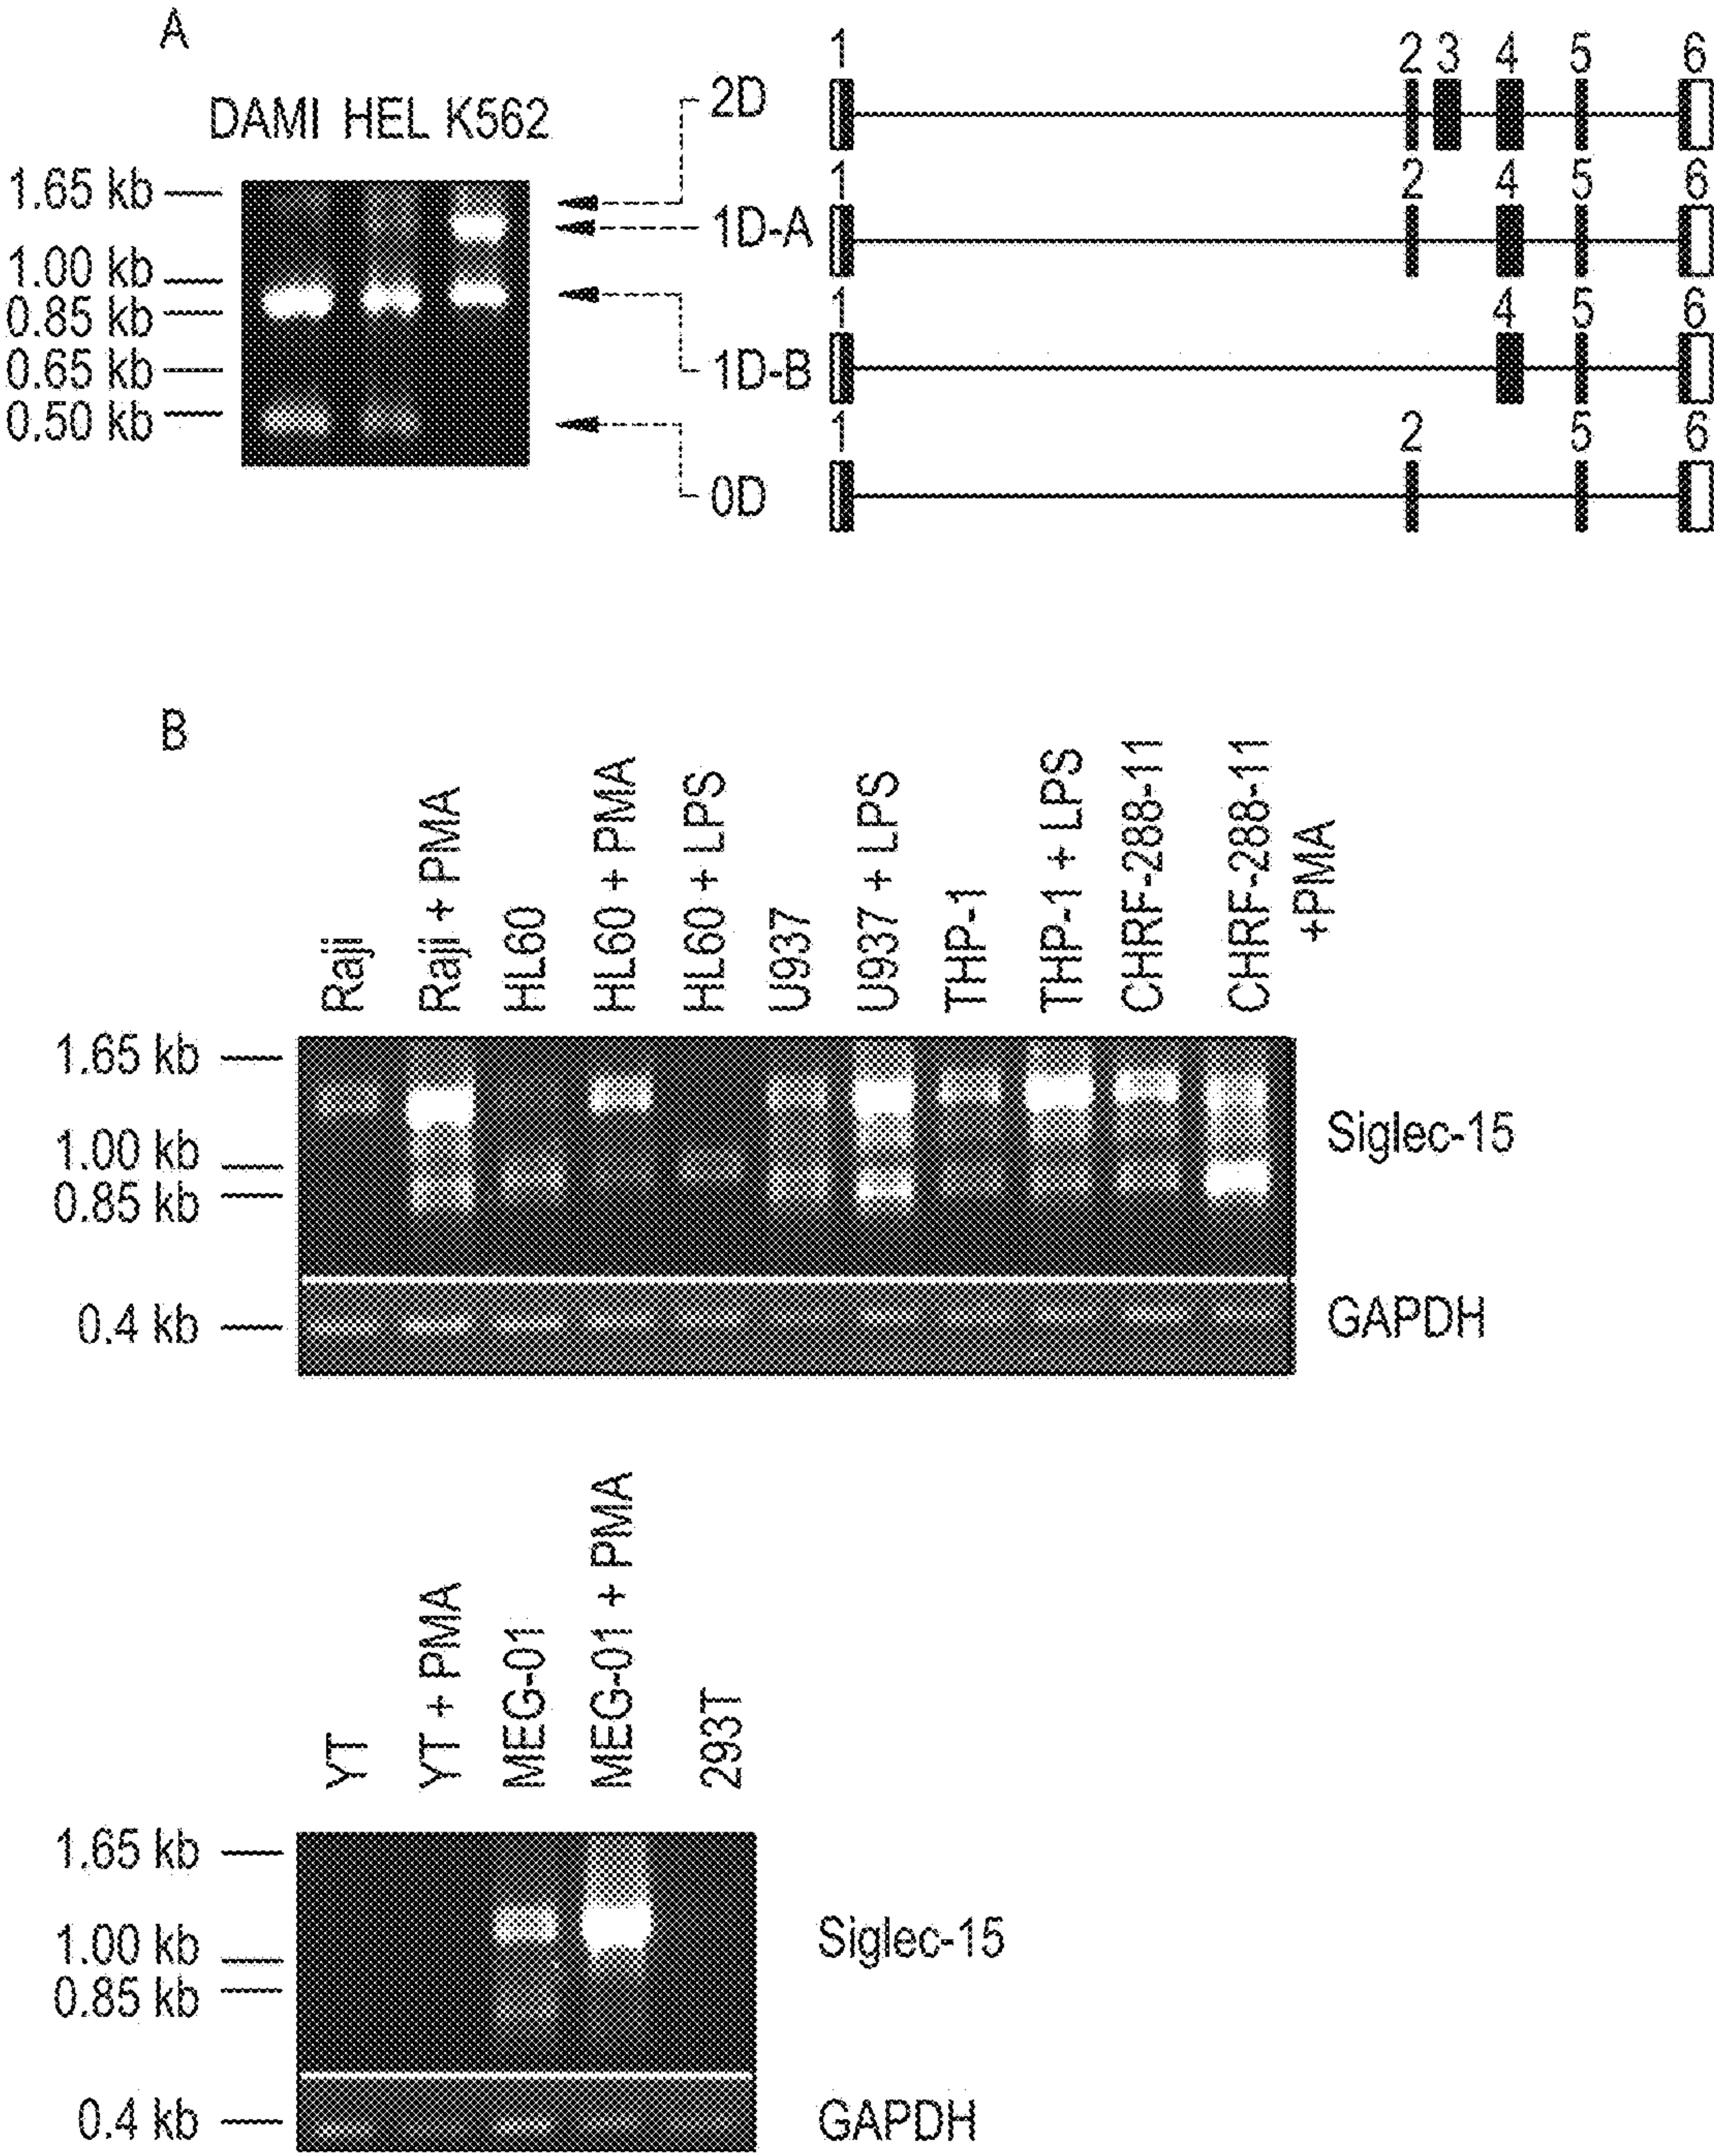 A
DAMI HEL K562
1.65 kb
1.00 kb
0.85 kb
0.65 kb
0.50 kb
2D
1D-A
1D-B
0D
1 2 3 4 5 6
1 2 4 5 6
1 4 5 6
1 2 5 6
B
Raji
Raji + PMA
HL60
HL60 + PMA
HL60 + LPS
U937
U937 + LPS
THP-1
THP-1 + LPS
CHRF-288-11
CHRF-288-11
+PMA
1.65 kb
1.00 kb
0.85 kb
Siglec-15
0.4 kb
GAPDH
YT
YT + PMA
MEG-01
MEG-01 + PMA
293T
1.65 kb
1.00 kb
0.85 kb
Siglec-15
0.4 kb
GAPDH